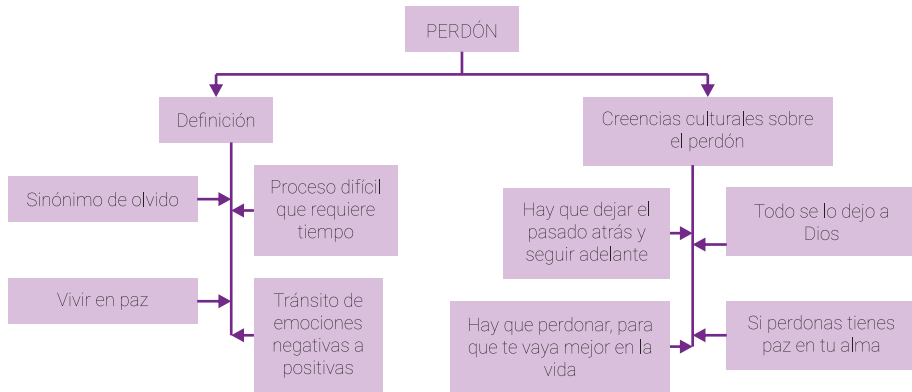 PERDÓN
Definición
Sinónimo de olvido
Proceso difícil
que requiere
tiempo
Vivir en paz
Tránsito de
emociones
negativas a
positivas
Creencias culturales sobre
el perdón
Hay que dejar el
pasado atrás y
seguir adelante
Todo se lo dejo a
Dios
Hay que perdonar, para
que te vaya mejor en la
vida
Si perdonas tienes
paz en tu alma